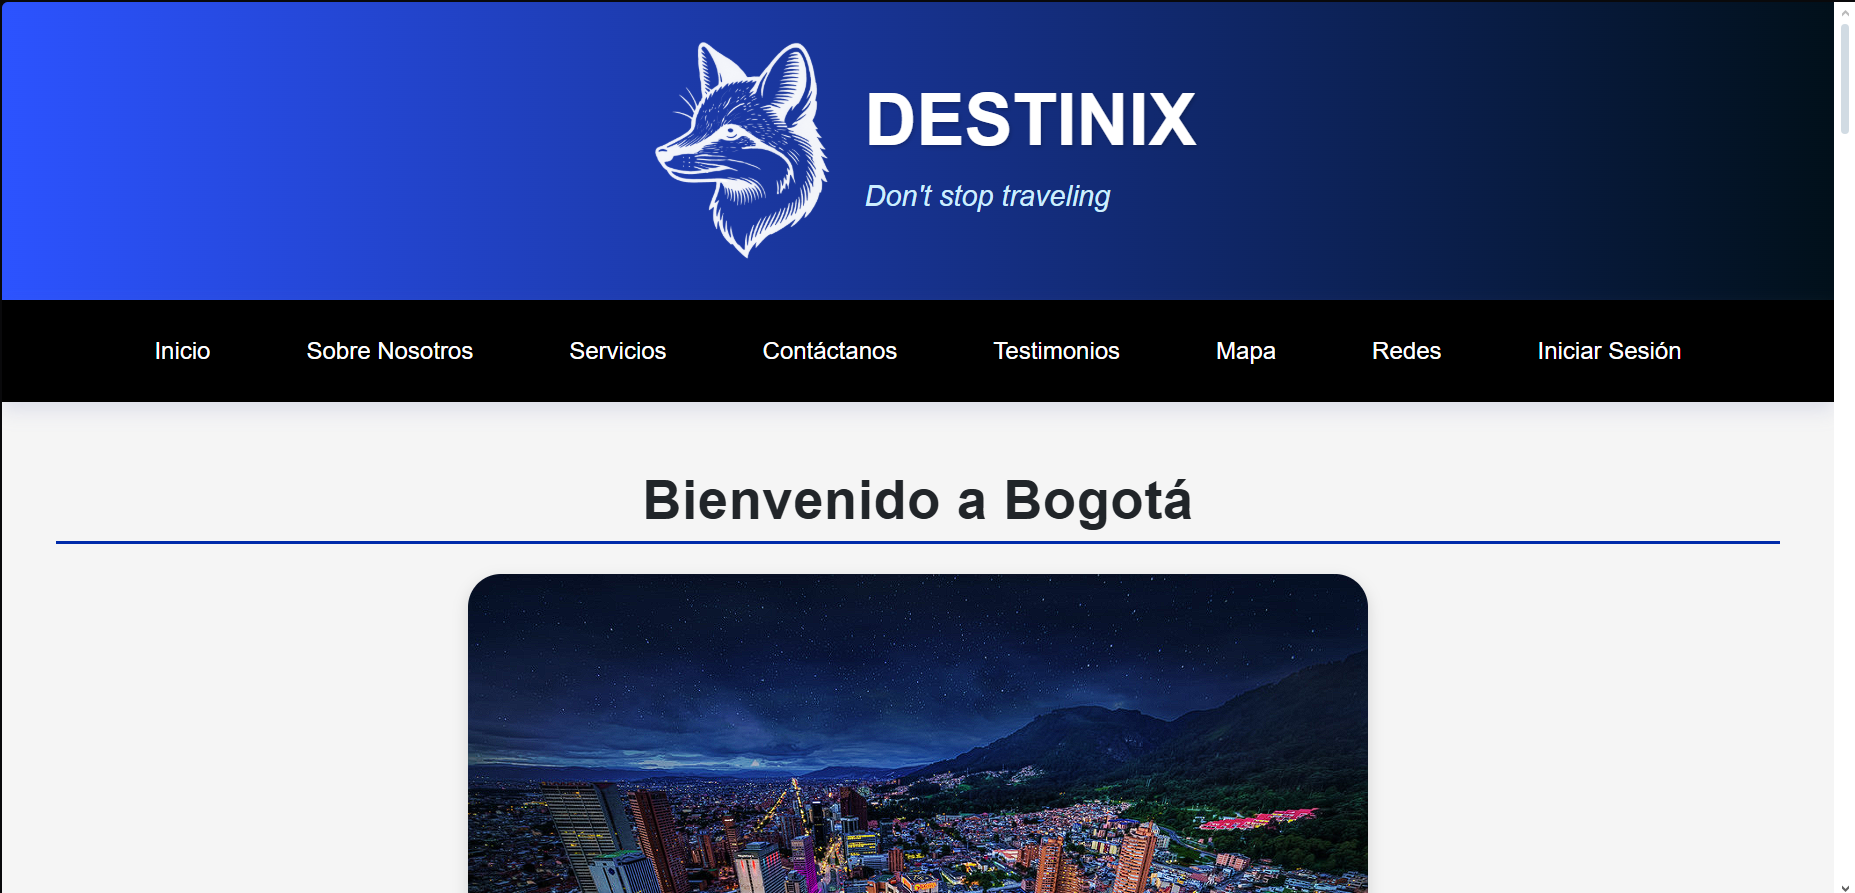 DESTINIX
Don't stop traveling
Inicio Sobre Nosotros Servicios Contáctanos Testimonios Mapa Redes Iniciar Sesión
Bienvenido a Bogotá